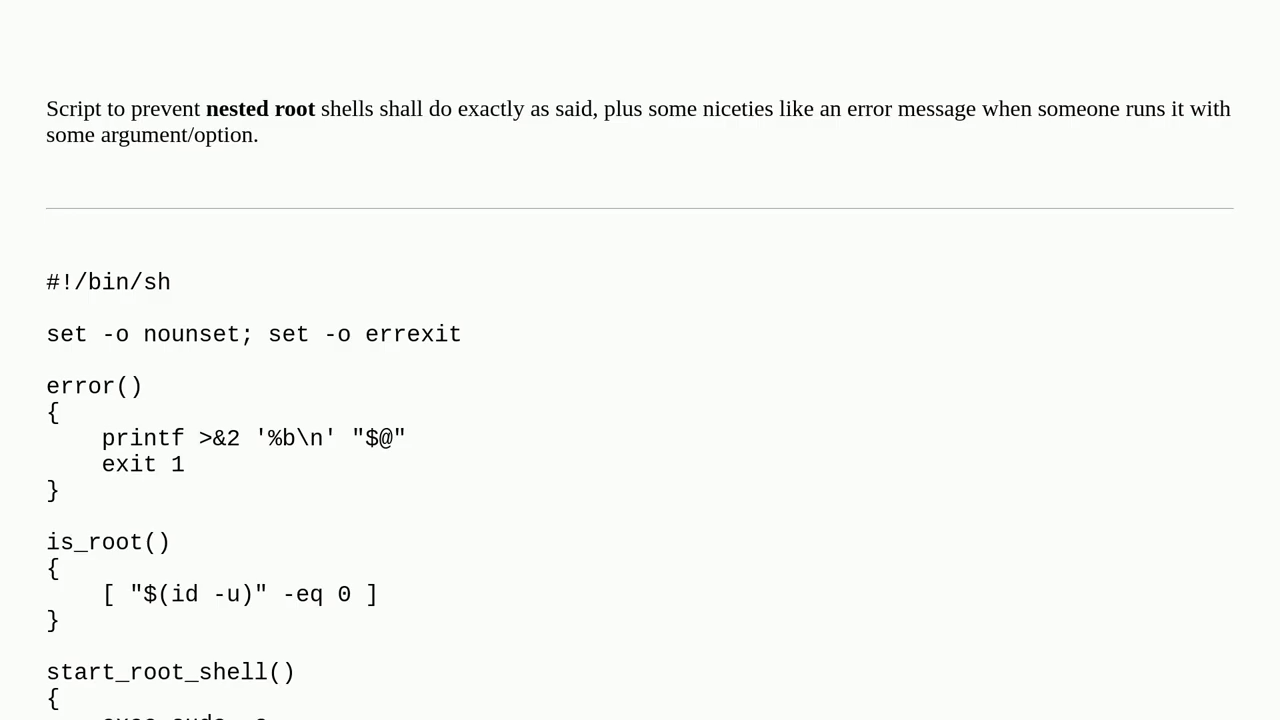 Script to prevent nested root shells shall do exactly as said, plus some niceties like an error message when someone runs it with
some argument/option.
#!/bin/sh
set -o nounset; set -o errexit
error()
{
    printf >&2 '%b\n' "$@"
    exit 1
}
is_root()
{
    [ "$(id -u)" -eq 0 ]
}
start_root_shell()
{